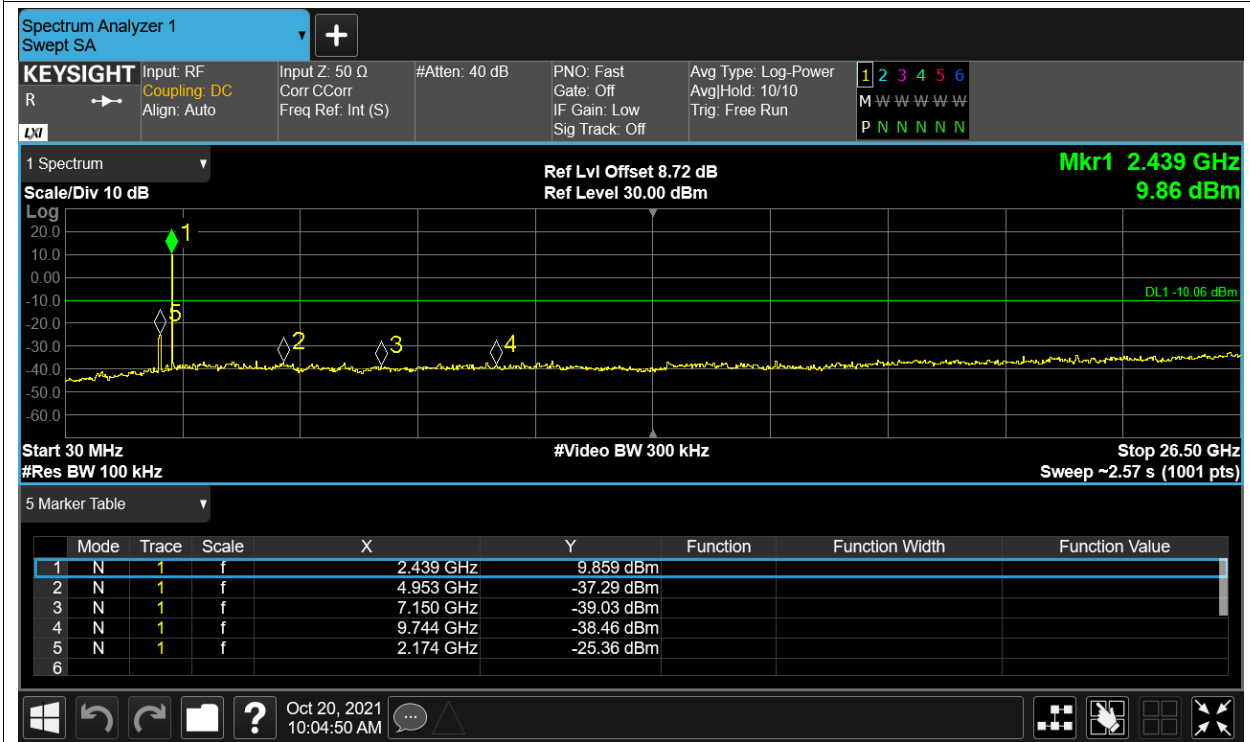 Spectrum Analyzer 1
Swept SA
+
KEYSIGHT Input: RF Input Z: 50 Ω #Atten: 40 dB PNO: Fast Avg Type: Log-Power 1 2 3 4 5 6
R Coupling: DC Corr CCorr Gate: Off Avg|Hold: 10/10 M W W W W W
Align: Auto Freq Ref: Int (S) IF Gain: Low Trig: Free Run
LXI Sig Track: Off P N N N N N
1 Spectrum Ref Lvl Offset 8.72 dB Mkr1 2.439 GHz
Scale/Div 10 dB Ref Level 30.00 dBm 9.86 dBm
Log
20.0 1
10.0
0.00
-10.0 DL1 -10.06 dBm
-20.0 5
-30.0 2 3 4
-40.0
-50.0
-60.0
Start 30 MHz #Video BW 300 kHz Stop 26.50 GHz
#Res BW 100 kHz Sweep ~2.57 s (1001 pts)
5 Marker Table
Mode Trace Scale X Y Function Function Width Function Value
1 N 1 f 2.439 GHz 9.859 dBm
2 N 1 f 4.953 GHz -37.29 dBm
3 N 1 f 7.150 GHz -39.03 dBm
4 N 1 f 9.744 GHz -38.46 dBm
5 N 1 f 2.174 GHz -25.36 dBm
6
? Oct 20, 2021
10:04:50 AM